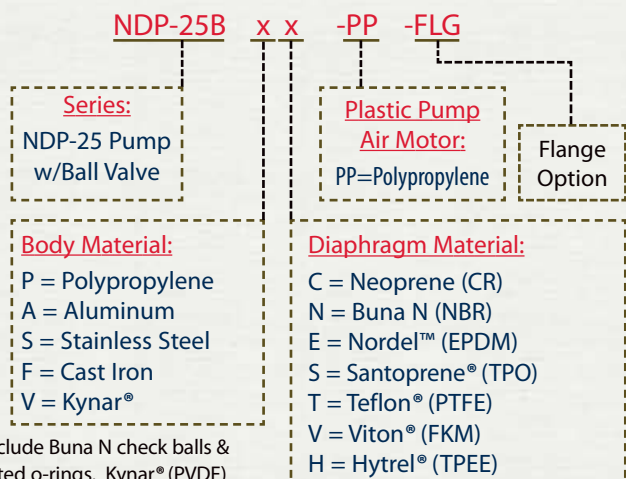 NDP-25B x x -PP -FLG
Series:
NDP-25 Pump
w/Ball Valve
Plastic Pump
Air Motor:
PP=Polypropylene
Flange
Option
Body Material:
P = Polypropylene
A = Aluminum
S = Stainless Steel
F = Cast Iron
V = Kynar®
Diaphragm Material:
C = Neoprene (CR)
N = Buna N (NBR)
E = Nordel™ (EPDM)
S = Santoprene® (TPO)
T = Teflon® (PTFE)
V = Viton® (FKM)
H = Hytrel® (TPEE)
Buna N check balls &
o-rings. Kynar® (PVDF)